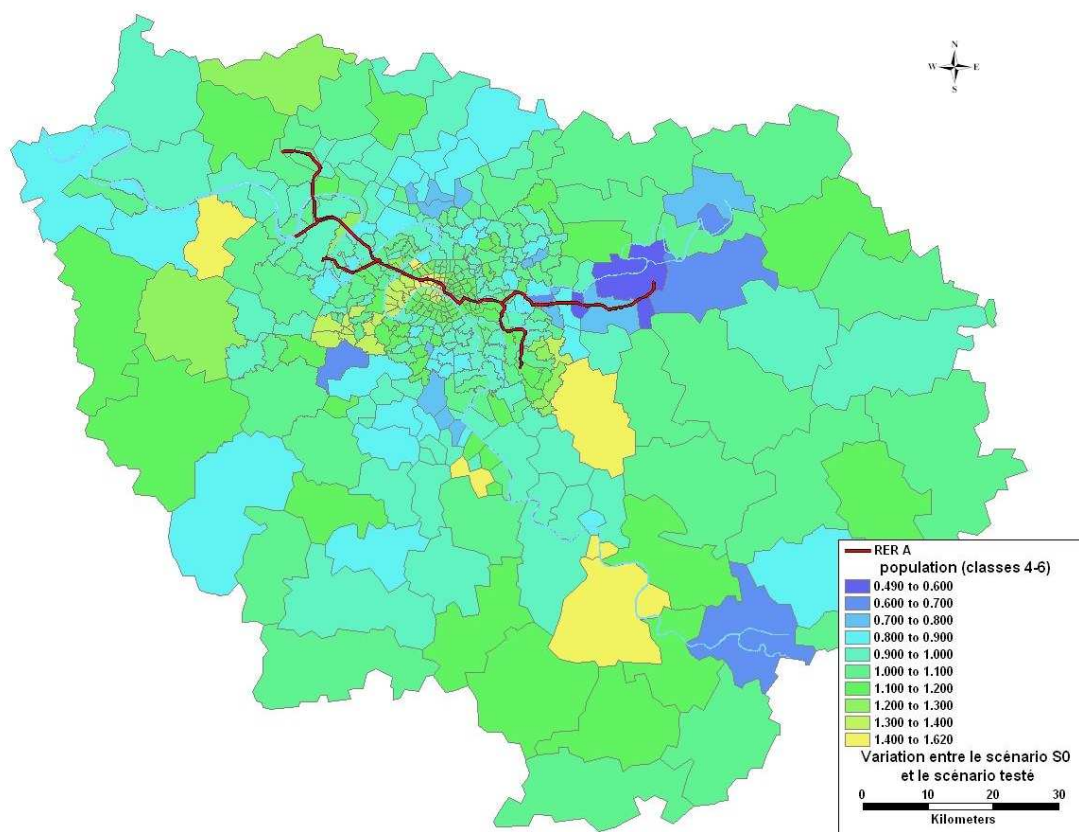 N
W E
S
RER A
population (classes 4-6)
0.490 to 0.600
0.600 to 0.700
0.700 to 0.800
0.800 to 0.900
0.900 to 1.000
1.000 to 1.100
1.100 to 1.200
1.200 to 1.300
1.300 to 1.400
1.400 to 1.620
Variation entre le scénario S0
et le scénario testé
0 10 20 30
Kilometers